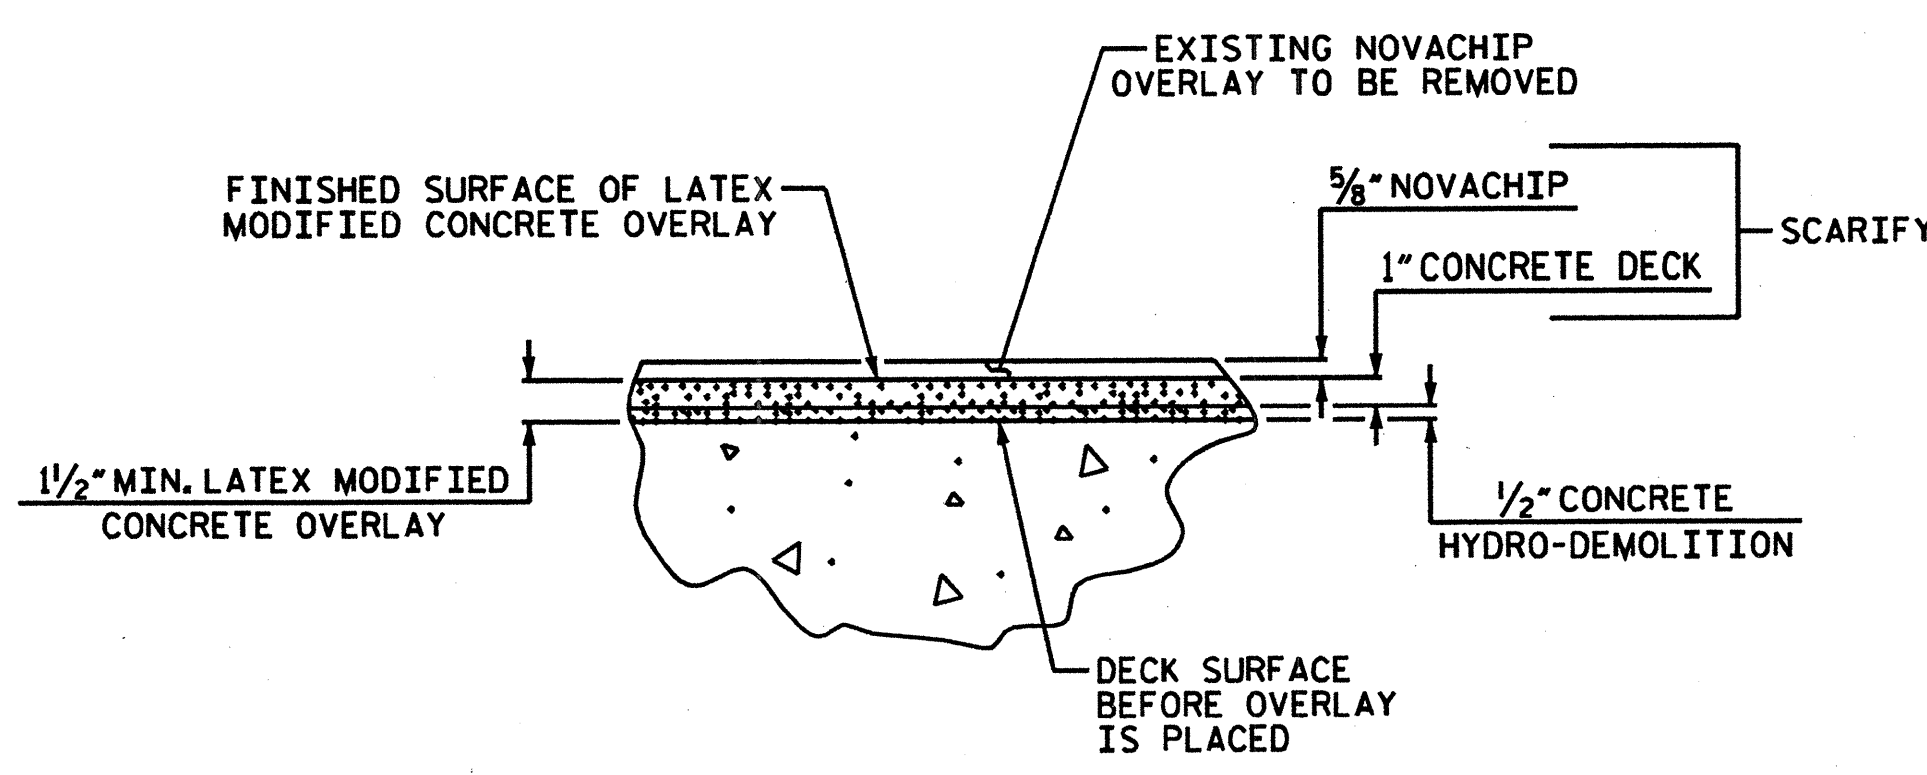 EXISTING NOVACHIP
OVERLAY TO BE REMOVED
FINISHED SURFACE OF LATEX
MODIFIED CONCRETE OVERLAY
5/8" NOVACHIP
SCARIFY
1" CONCRETE DECK
1 1/2" MIN. LATEX MODIFIED
CONCRETE OVERLAY
1/2" CONCRETE
HYDRO-DEMOLITION
DECK SURFACE
BEFORE OVERLAY
IS PLACED